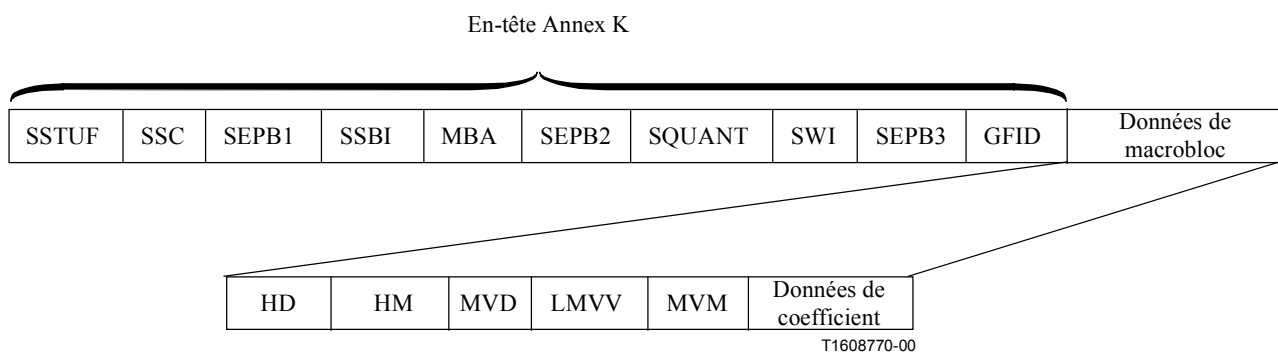 En-tête Annex K
SSTUF SSC SEPB1 SSBI MBA SEPB2 SQUANT SWI SEPB3 GFID Données de
macrobloc
HD HM MVD LMVV MVM Données de
coefficient
T1608770-00